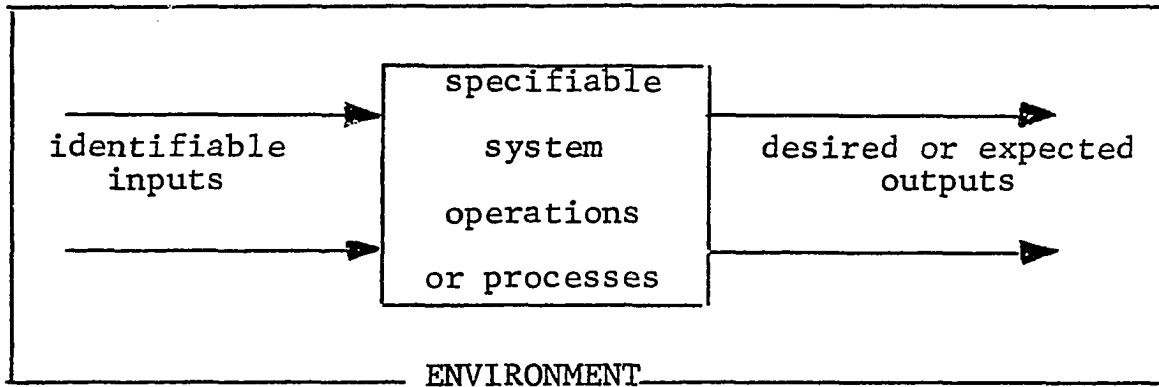 identifiable
inputs
specifiable
system
operations
or processes
desired or expected
outputs
ENVIRONMENT